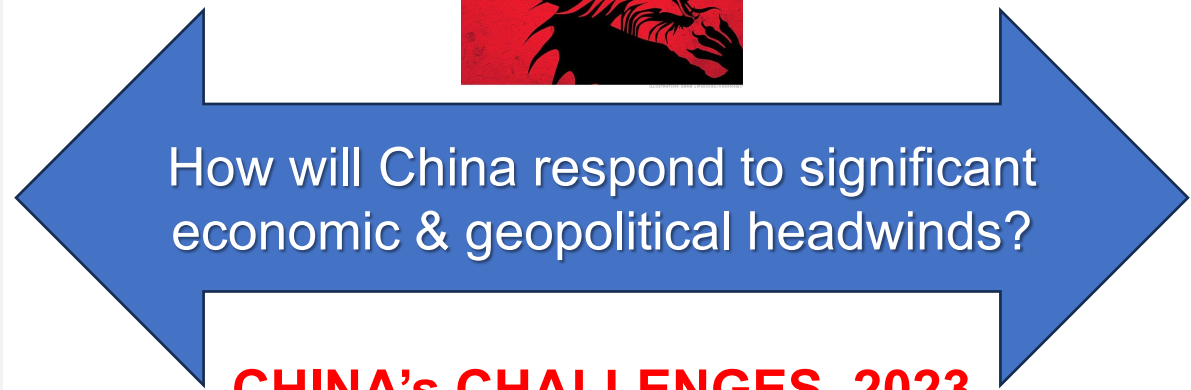 How will China respond to significant
economic & geopolitical headwinds?
CHINA's CHALLENGES, 2023